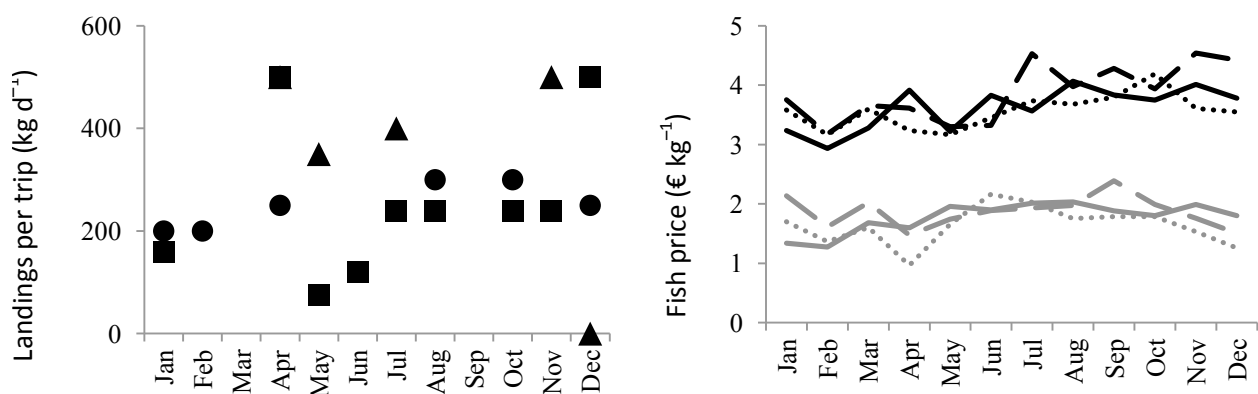 Landings per trip (kg d⁻¹)
600
400
200
0
Jan
Feb
Mar
Apr
May
Jun
Jul
Aug
Sep
Oct
Nov
Dec
Fish price (€ kg⁻¹)
5
4
3
2
1
0
Jan
Feb
Mar
Apr
May
Jun
Jul
Aug
Sep
Oct
Nov
Dec